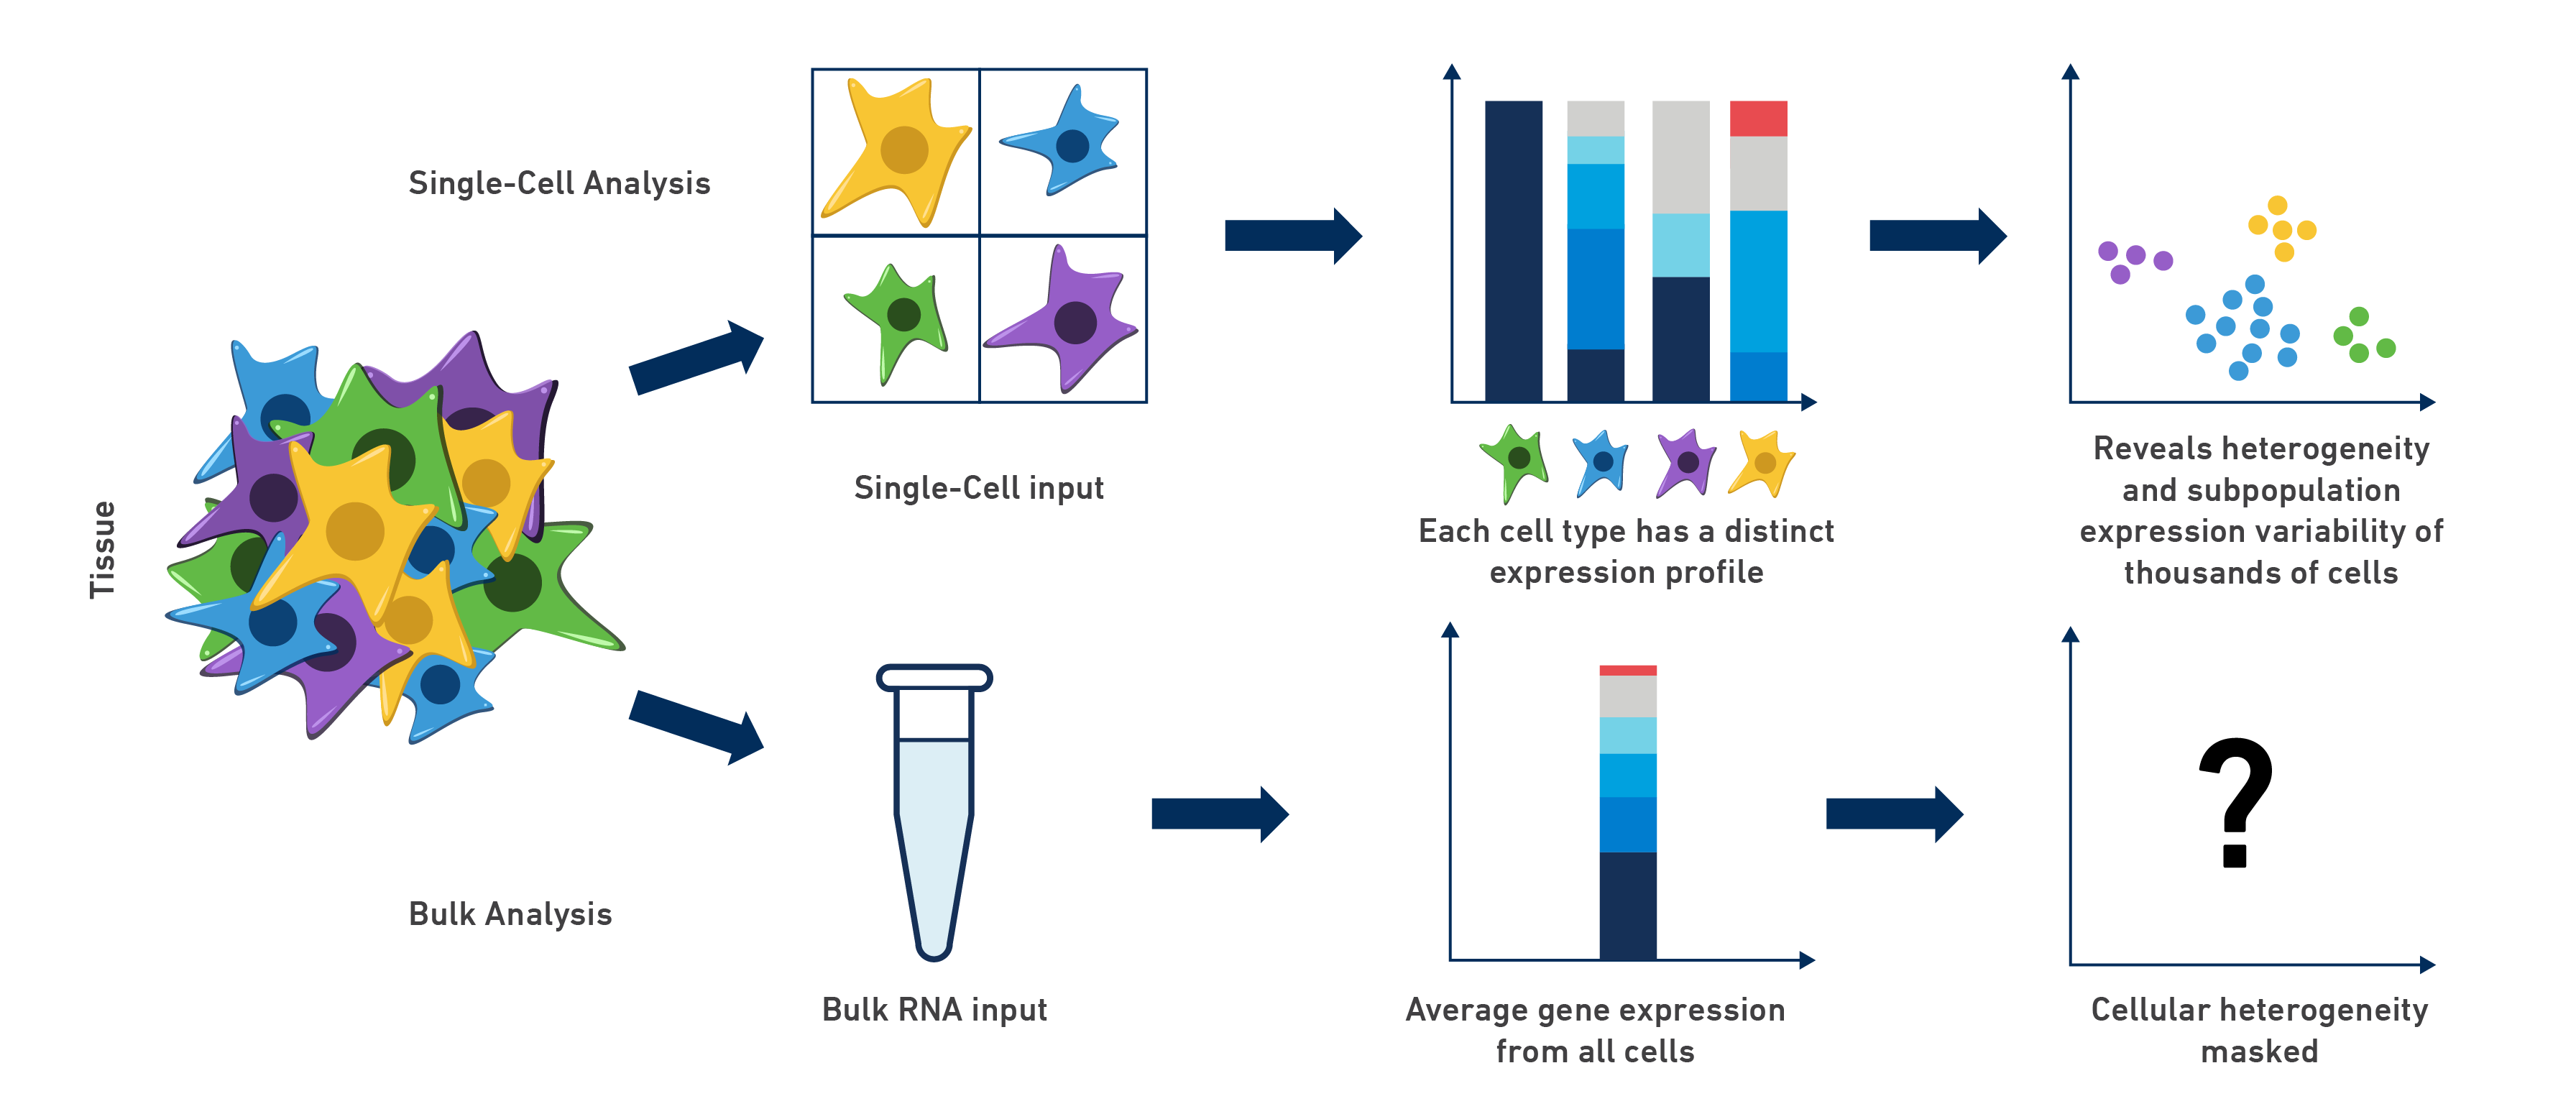 Tissue
Single-Cell Analysis
Single-Cell input
Each cell type has a distinct
expression profile
Reveals heterogeneity
and subpopulation
expression variability of
thousands of cells
Bulk Analysis
Bulk RNA input
Average gene expression
from all cells
?
Cellular heterogeneity
masked